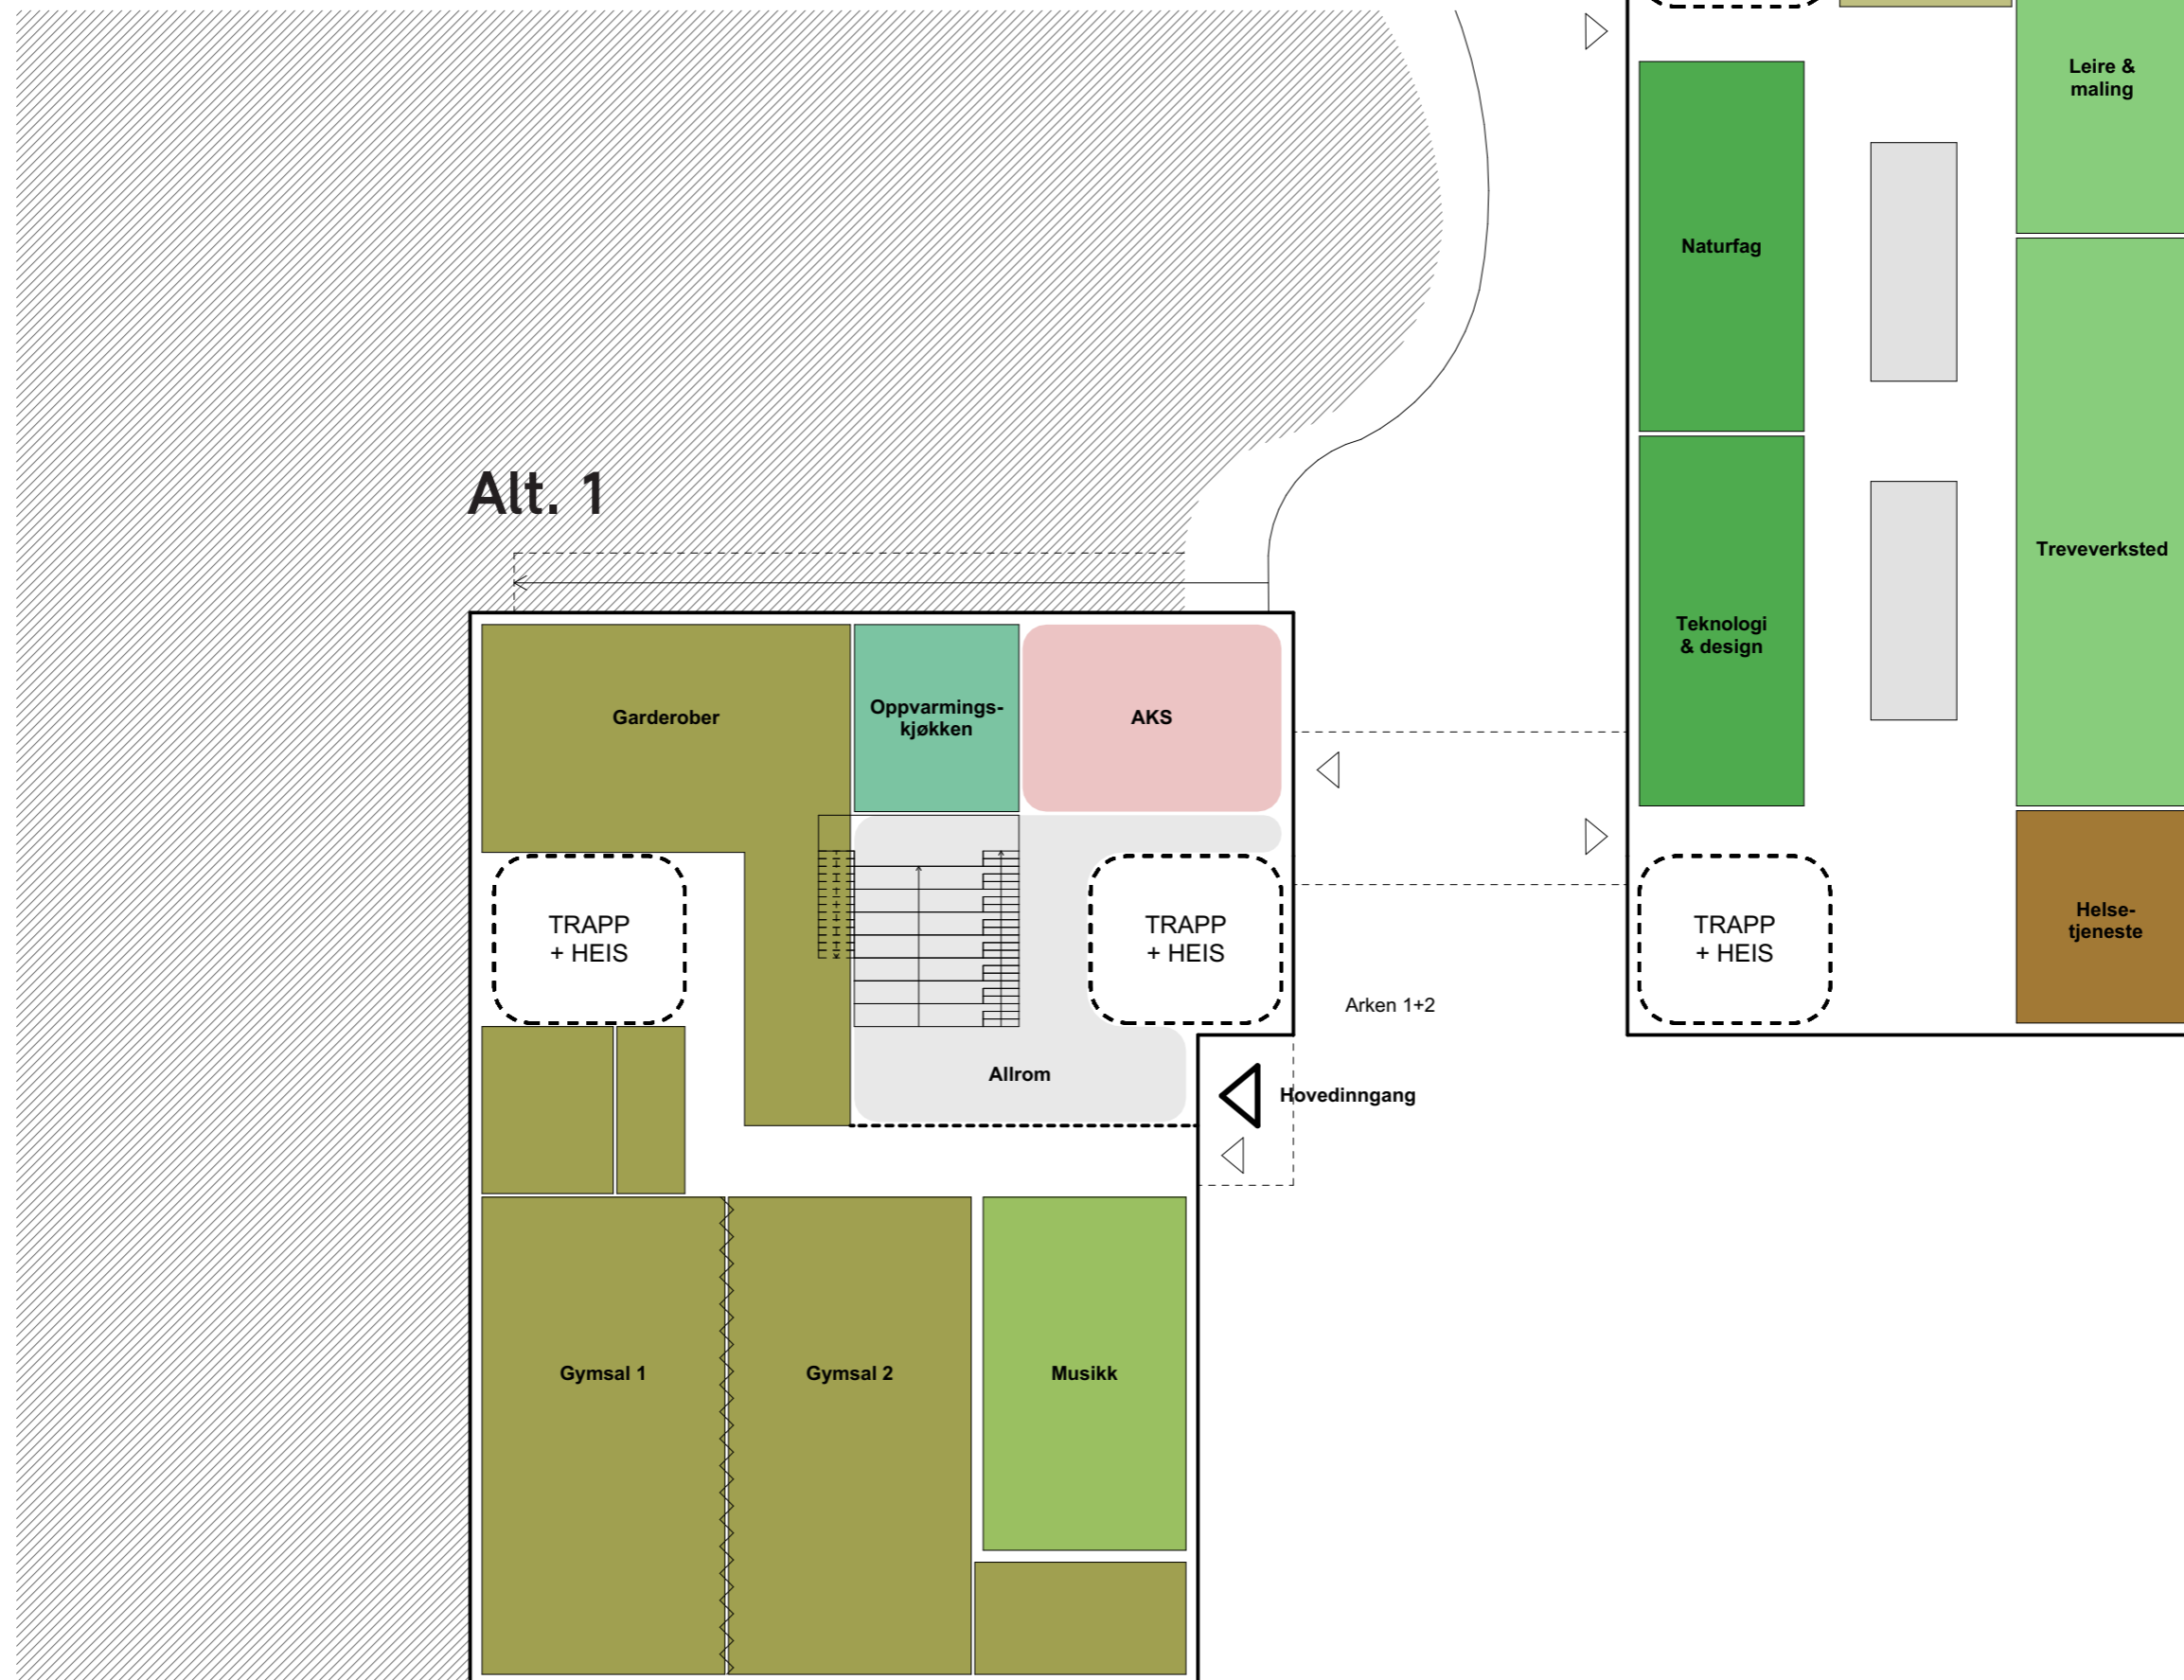 Leire &
maling
Naturfag
Alt. 1
Treveverksted
Teknologi
& design
Garderober
Oppvarmings-
kjøkken
AKS
TRAPP
+ HEIS
TRAPP
+ HEIS
TRAPP
+ HEIS
Helse-
tjeneste
Arken 1+2
Allrom
Hovedinngang
Gymsal 1
Gymsal 2
Musikk